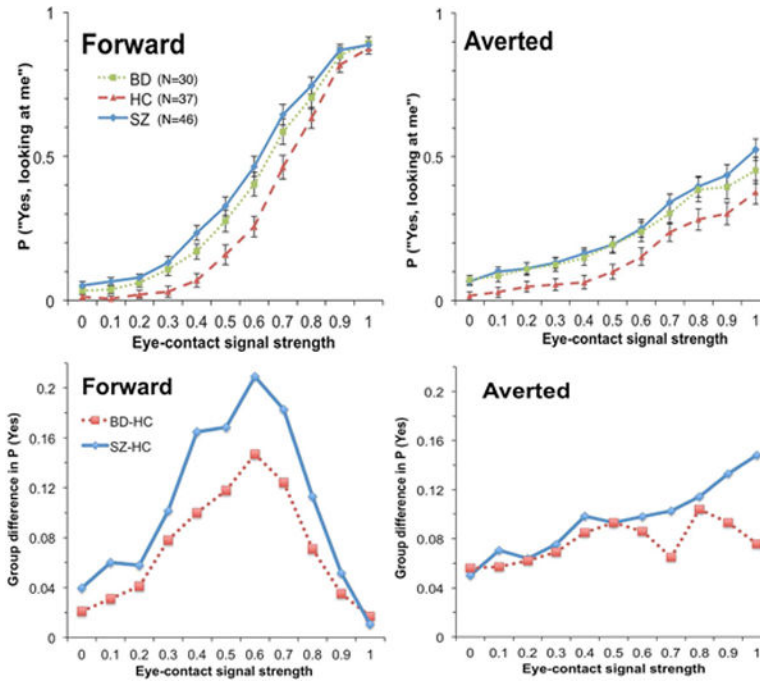 Forward
BD (N=30)
HC (N=37)
SZ (N=46)
P ("Yes, looking at me")
1
0.5
0
0 0.1 0.2 0.3 0.4 0.5 0.6 0.7 0.8 0.9 1
Eye-contact signal strength
Averted
P ("Yes, looking at me")
1
0.5
0
0 0.1 0.2 0.3 0.4 0.5 0.6 0.7 0.8 0.9 1
Eye-contact signal strength
Forward
BD-HC
SZ-HC
Group difference in P (Yes)
0.2
0.16
0.12
0.08
0.04
0
0 0.1 0.2 0.3 0.4 0.5 0.6 0.7 0.8 0.9 1
Eye-contact signal strength
Averted
Group difference in P (Yes)
0.2
0.16
0.12
0.08
0.04
0
0 0.1 0.2 0.3 0.4 0.5 0.6 0.7 0.8 0.9 1
Eye-contact signal strength